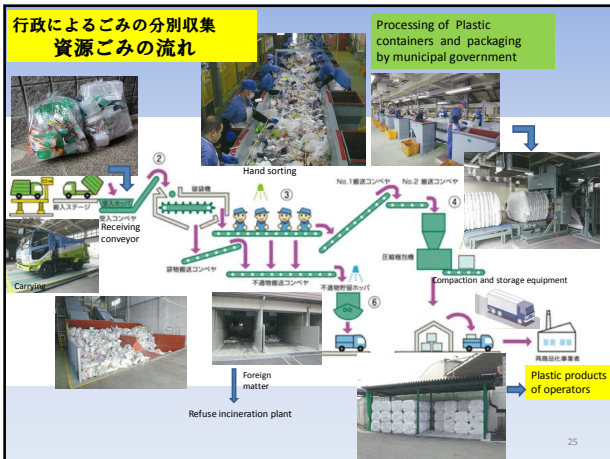 行政によるごみの分別収集
資源ごみの流れ
Processing of Plastic
containers and packaging
by municipal government
Hand sorting
②
破袋機
③
No.1搬送コンベヤ
No.2 搬送コンベヤ
④
搬入ステージ
受入ホッパ
受入コンベヤ
Receiving
conveyor
Carrying
袋物搬送コンベヤ
不適物搬送コンベヤ
不適物貯留ホッパ
⑥
圧縮梱包機
Compaction and storage equipment
再商品化事業者
Foreign
matter
Refuse incineration plant
Plastic products
of operators
25